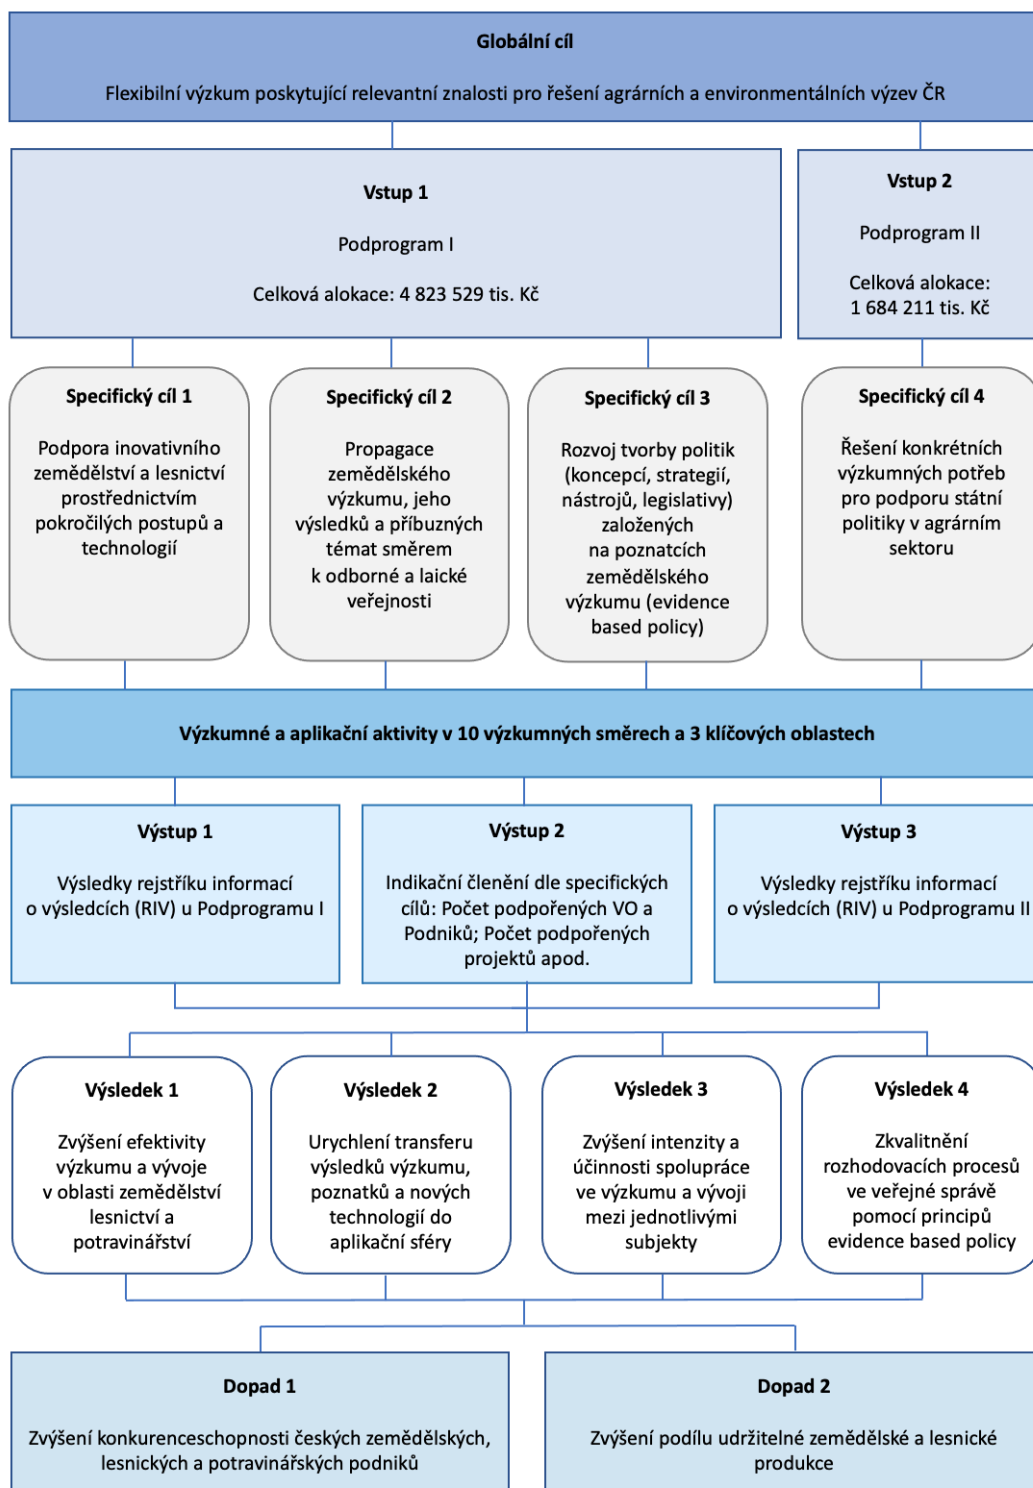 Globální cíl
Flexibilní výzkum poskytující relevantní znalosti pro řešení agrárních a environmentálních výzev ČR
Vstup 1
Podprogram I
Celková alokace: 4 823 529 tis. Kč
Vstup 2
Podprogram II
Celková alokace:
1 684 211 tis. Kč
Specifický cíl 1
Podpora inovativního
zemědělství a lesnictví
prostřednictvím
pokročilých postupů a
technologií
Specifický cíl 2
Propagace
zemědělského
výzkumu, jeho
výsledků a příbuzných
témat směrem
k odborné a laické
veřejnosti
Specifický cíl 3
Rozvoj tvorby politik
(koncepcí, strategií,
nástrojů, legislativy)
založených
na poznatcích
zemědělského
výzkumu (evidence
based policy)
Specifický cíl 4
Řešení konkrétních
výzkumných potřeb
pro podporu státní
politiky v agrárním
sektoru
Výzkumné a aplikační aktivity v 10 výzkumných směrech a 3 klíčových oblastech
Výstup 1
Výsledky rejstříku informací
o výsledcích (RIV) u Podprogramu I
Výstup 2
Indikační členění dle specifických
cílů: Počet podpořených VO a
Podniků; Počet podpořených
projektů apod.
Výstup 3
Výsledky rejstříku informací
o výsledcích (RIV) u Podprogramu II
Výsledek 1
Zvýšení efektivity
výzkumu a vývoje
v oblasti zemědělství
lesnictví a
potravinářství
Výsledek 2
Urychlení transferu
výsledků výzkumu,
poznatků a nových
technologií do
aplikační sféry
Výsledek 3
Zvýšení intenzity a
účinnosti spolupráce
ve výzkumu a vývoji
mezi jednotlivými
subjekty
Výsledek 4
Zkvalitnění
rozhodovacích procesů
ve veřejné správě
pomocí principů
evidence based policy
Dopad 1
Zvýšení konkurenceschopnosti českých zemědělských,
lesnických a potravinářských podniků
Dopad 2
Zvýšení podílu udržitelné zemědělské a lesnické
produkce